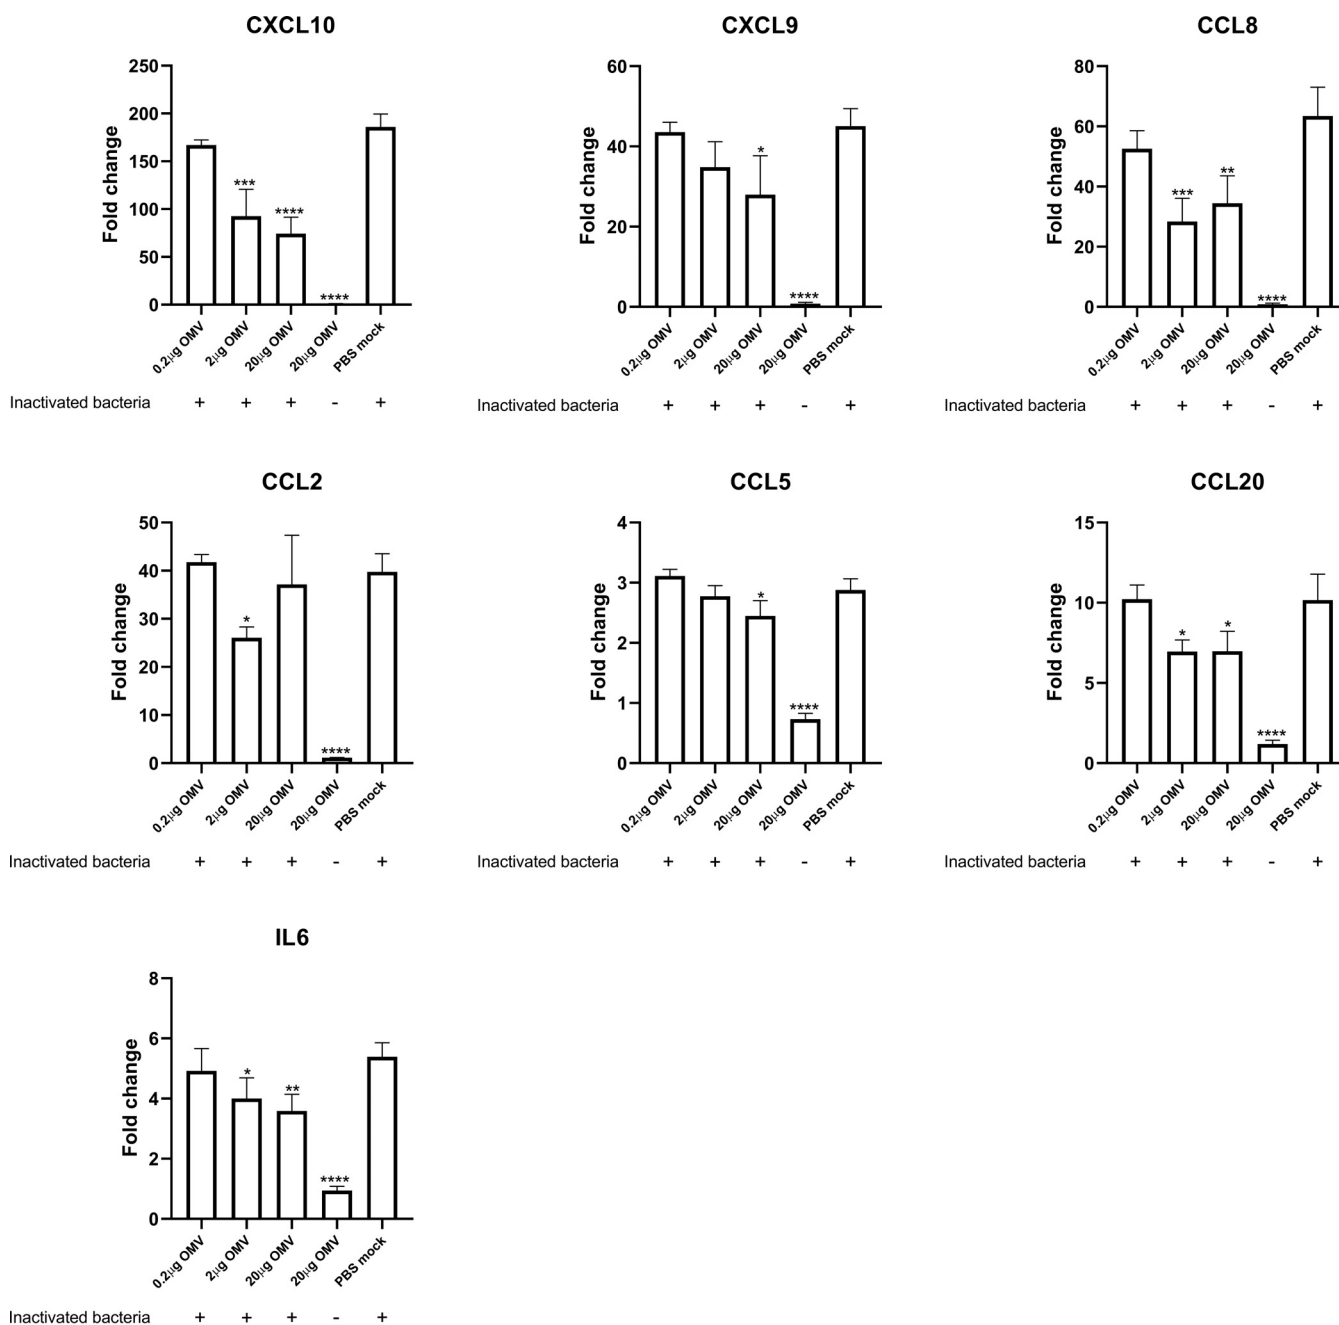 CXCL10
Fold change
250
200
150
100
50
0
***
****
****
0.2µg OMV
2µg OMV
20µg OMV
20µg OMV
PBS mock
Inactivated bacteria + + + - +
CXCL9
Fold change
60
40
20
0
*
****
0.2µg OMV
2µg OMV
20µg OMV
20µg OMV
PBS mock
Inactivated bacteria + + + - +
CCL8
Fold change
80
60
40
20
0
***
**
****
0.2µg OMV
2µg OMV
20µg OMV
20µg OMV
PBS mock
Inactivated bacteria + + + - +
CCL2
Fold change
50
40
30
20
10
0
*
****
0.2µg OMV
2µg OMV
20µg OMV
20µg OMV
PBS mock
Inactivated bacteria + + + - +
CCL5
Fold change
4
3
2
1
0
*
****
0.2µg OMV
2µg OMV
20µg OMV
20µg OMV
PBS mock
Inactivated bacteria + + + - +
CCL20
Fold change
15
10
5
0
*
*
****
0.2µg OMV
2µg OMV
20µg OMV
20µg OMV
PBS mock
Inactivated bacteria + + + - +
IL6
Fold change
8
6
4
2
0
*
**
****
0.2µg OMV
2µg OMV
20µg OMV
20µg OMV
PBS mock
Inactivated bacteria + + + - +